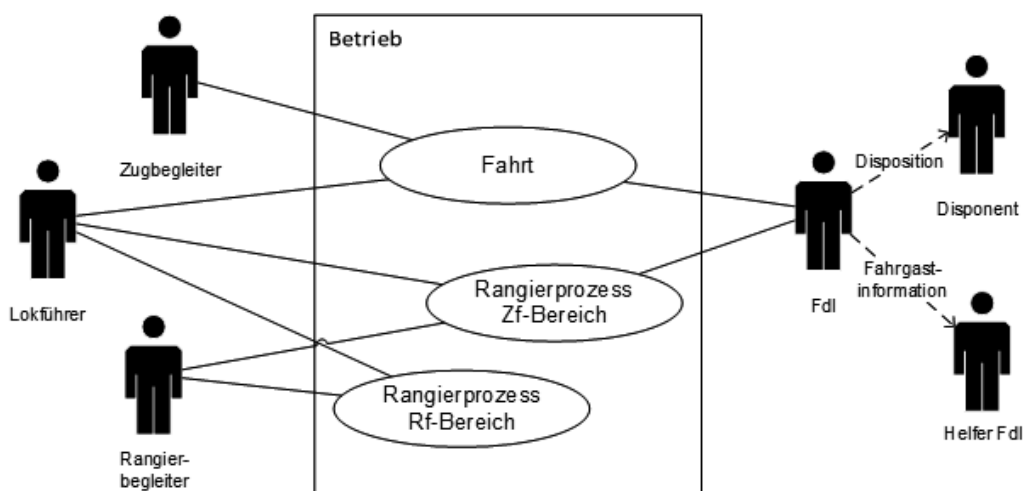 Betrieb
Zugbegleiter
Fahrt
Disposition
Disponent
Lokführer
Rangierprozess
Zf-Bereich
Fdl
Fahrgast-
information
Rangierprozess
Rf-Bereich
Rangier-
begleiter
Helfer Fdl